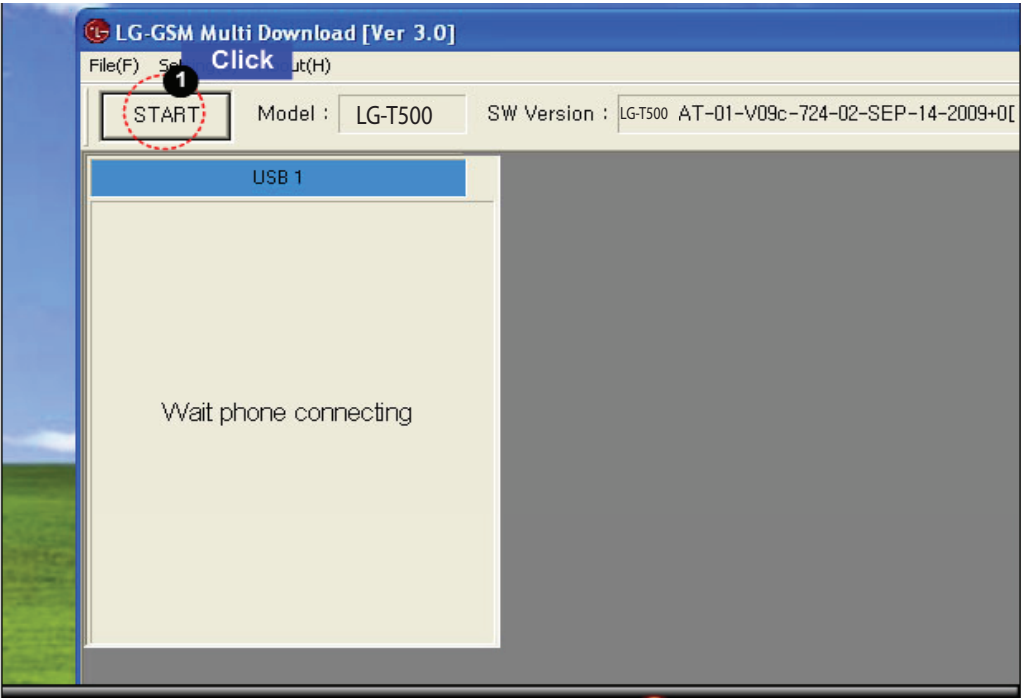 LG-GSM Multi Download [Ver 3.0]
Click
File(F) ut(H)
1
START Model : LG-T500 SW Version : LG-T500 AT-01-V09c-724-02-SEP-14-2009+0[
USB 1
Wait phone connecting